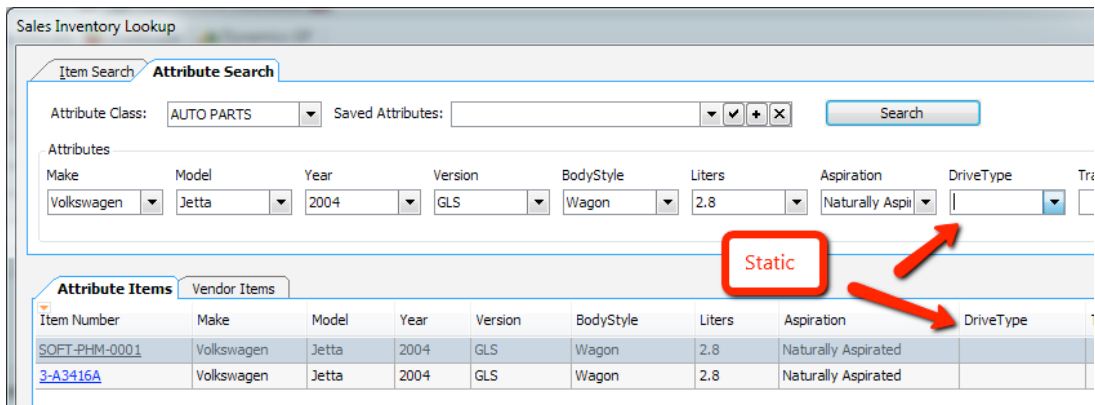 Sales Inventory Lookup
Item Search Attribute Search
Attribute Class: AUTO PARTS Saved Attributes: Search
Attributes
Make Model Year Version BodyStyle Liters Aspiration DriveType Tra
Volkswagen Jetta 2004 GLS Wagon 2.8 Naturally Aspir
Static
Attribute Items Vendor Items
Item Number Make Model Year Version BodyStyle Liters Aspiration DriveType T
SOFT-PHM-0001 Volkswagen Jetta 2004 GLS Wagon 2.8 Naturally Aspirated
3-A3416A Volkswagen Jetta 2004 GLS Wagon 2.8 Naturally Aspirated